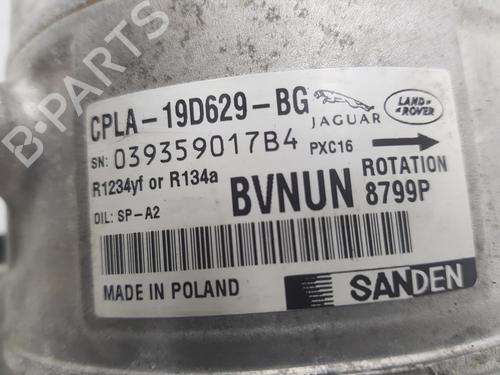 CPLA-19D629-BG
JAGUAR
LAND ROVER
SN: 039359017B4
PXC16
R1234yf or R134a
BVNUN
ROTATION
8799P
OIL: SP-A2
MADE IN POLAND
SANDEN
B-PARTS